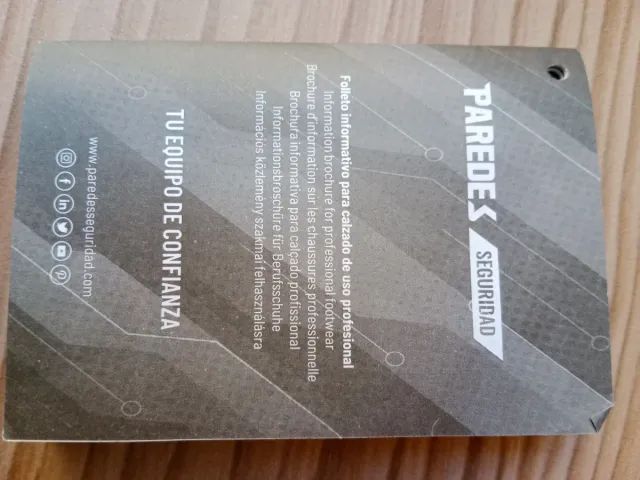 PAREDES SEGURIDAD
Folleto informativo para calzado de uso profesional
Information brochure for professional footwear
Brochure d'information sur les chaussures professionnelle
Brochura informativa para calçado profissional
Informationsbroschüre für Berufsschuhe
Információs közlemény szakmai felhasználásra
TU EQUIPO DE CONFIANZA
www.paredesseguridad.com